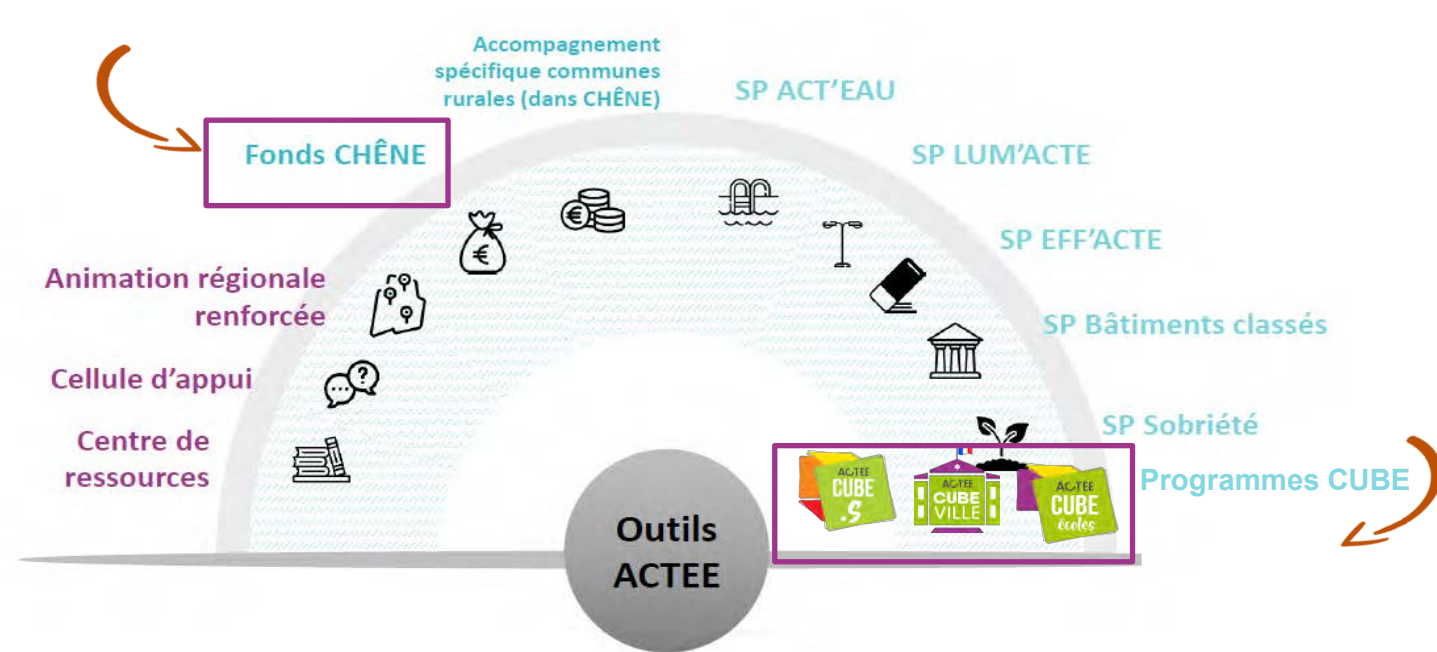 Accompagnement
spécifique communes
rurales (dans CHÊNE)
SP ACT'EAU
Fonds CHÊNE
SP LUM'ACTE
SP EFF'ACTE
Animation régionale
renforcée
SP Bâtiments classés
Cellule d'appui
SP Sobriété
Centre de
ressources
Programmes CUBE
ACTEE
CUBE
.S
ACTEE
CUBE
VILLE
ACTEE
CUBE
écoles
Outils
ACTEE